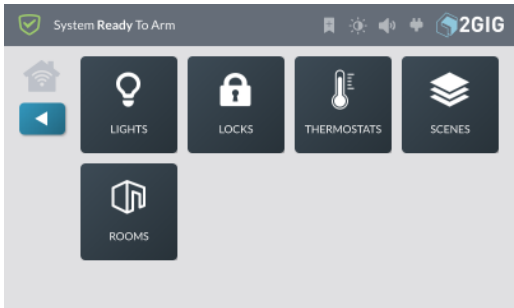 System Ready To Arm
2GIG
LIGHTS
LOCKS
THERMOSTATS
SCENES
ROOMS